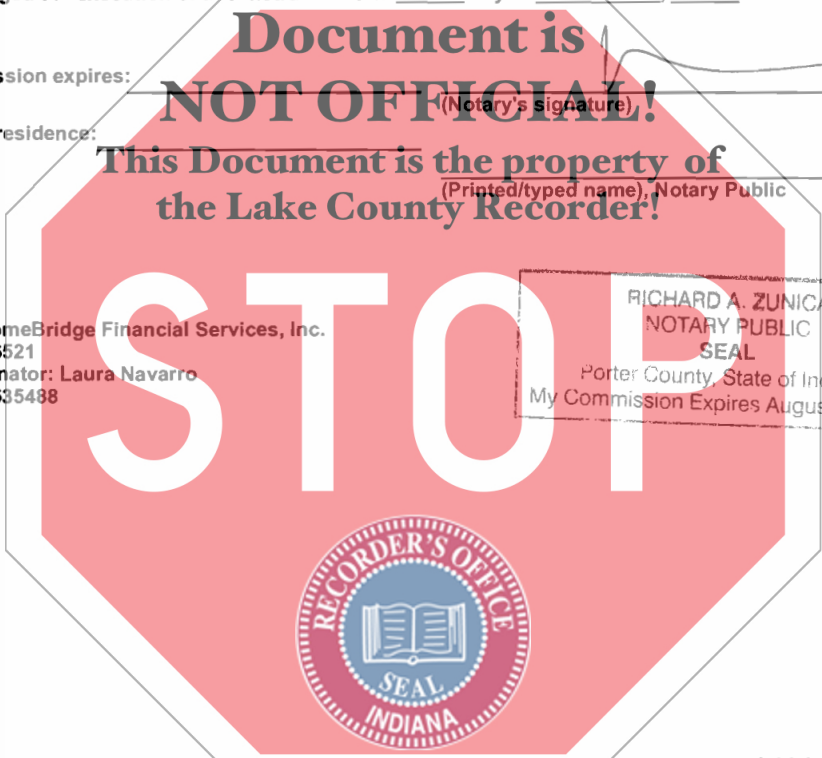 Document is
ssion expires:
NOT OFFICIAL!
(Notary's signature)
esidence:
This Document is the property of
(Printed/typed name), Notary Public
the Lake County Recorder!
STOP
RICHARD A. ZUNICA
NOTARY PUBLIC
SEAL
Porter County, State of In
My Commission Expires Augus
meBridge Financial Services, Inc.
6521
nator: Laura Navarro
35488
RECORDER'S OFFICE
SEAL
INDIANA